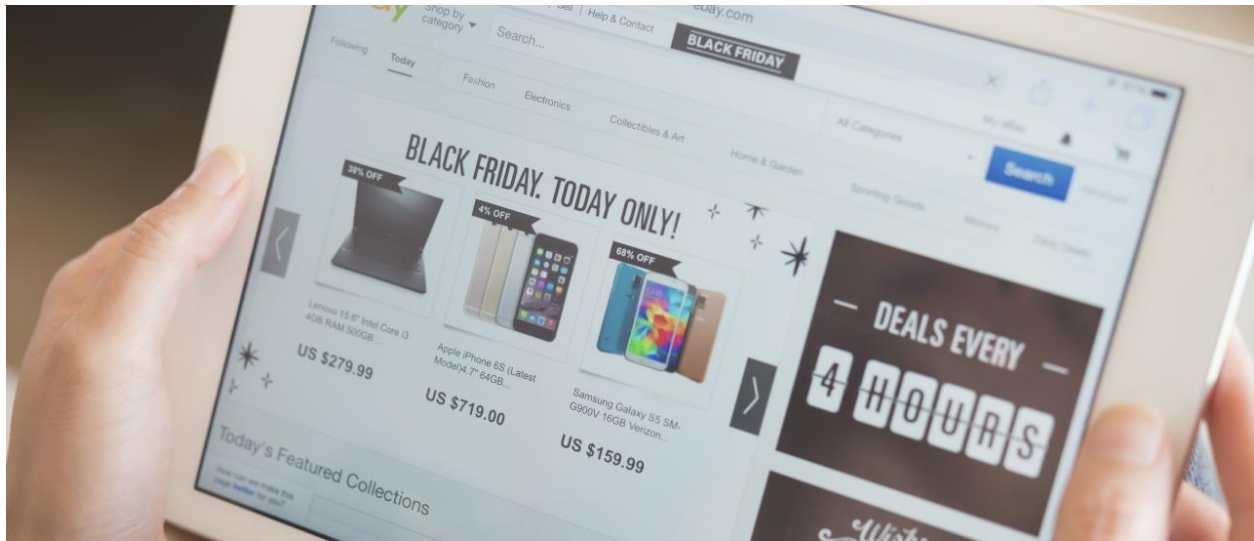 ebay.com
ay
Shop by
category
Sell | Help & Contact
BLACK FRIDAY
Search...
All Categories
My eBay
Search
Following
Today
Fashion
Electronics
Collectibles & Art
Home & Garden
Sporting Goods
Motors
Daily Deals
BLACK FRIDAY. TODAY ONLY!
38% OFF
Lenovo 15.6" Intel Core i3
4GB RAM 500GB ...
US $279.99
4% OFF
Apple iPhone 6S (Latest
Model)4.7" 64GB...
US $719.00
68% OFF
Samsung Galaxy S5 SM-
G900V 16GB Verizon...
US $159.99
DEALS EVERY
4 HOURS
Today's Featured Collections
How can we make this
page better for you?